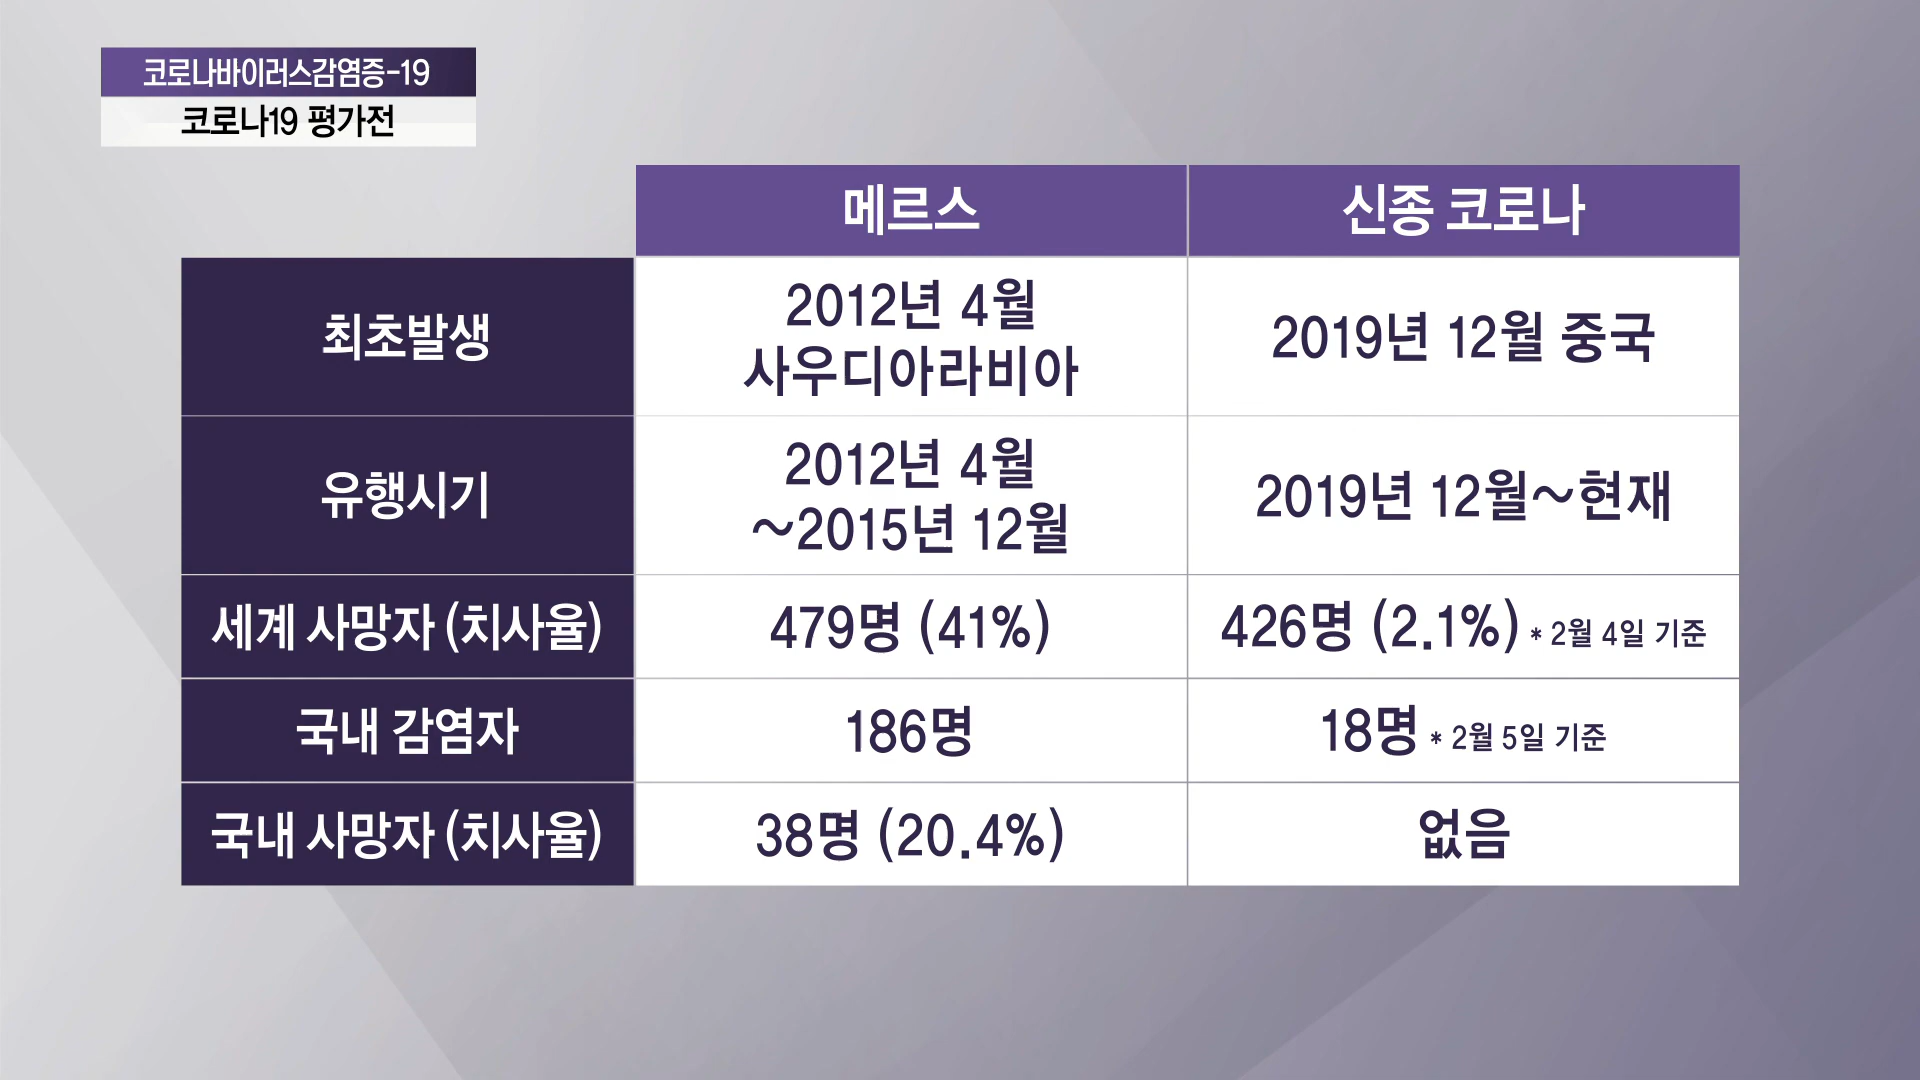 코로나바이러스감염증-19
코로나19 평가전
메르스 신종 코로나
최초발생
2012년 4월
사우디아라비아
2019년 12월 중국
유행시기
2012년 4월
~2015년 12월
2019년 12월~현재
세계 사망자 (치사율) 479명 (41%) 426명 (2.1%) * 2월 4일 기준
국내 감염자 186명 18명 * 2월 5일 기준
국내 사망자 (치사율) 38명 (20.4%) 없음